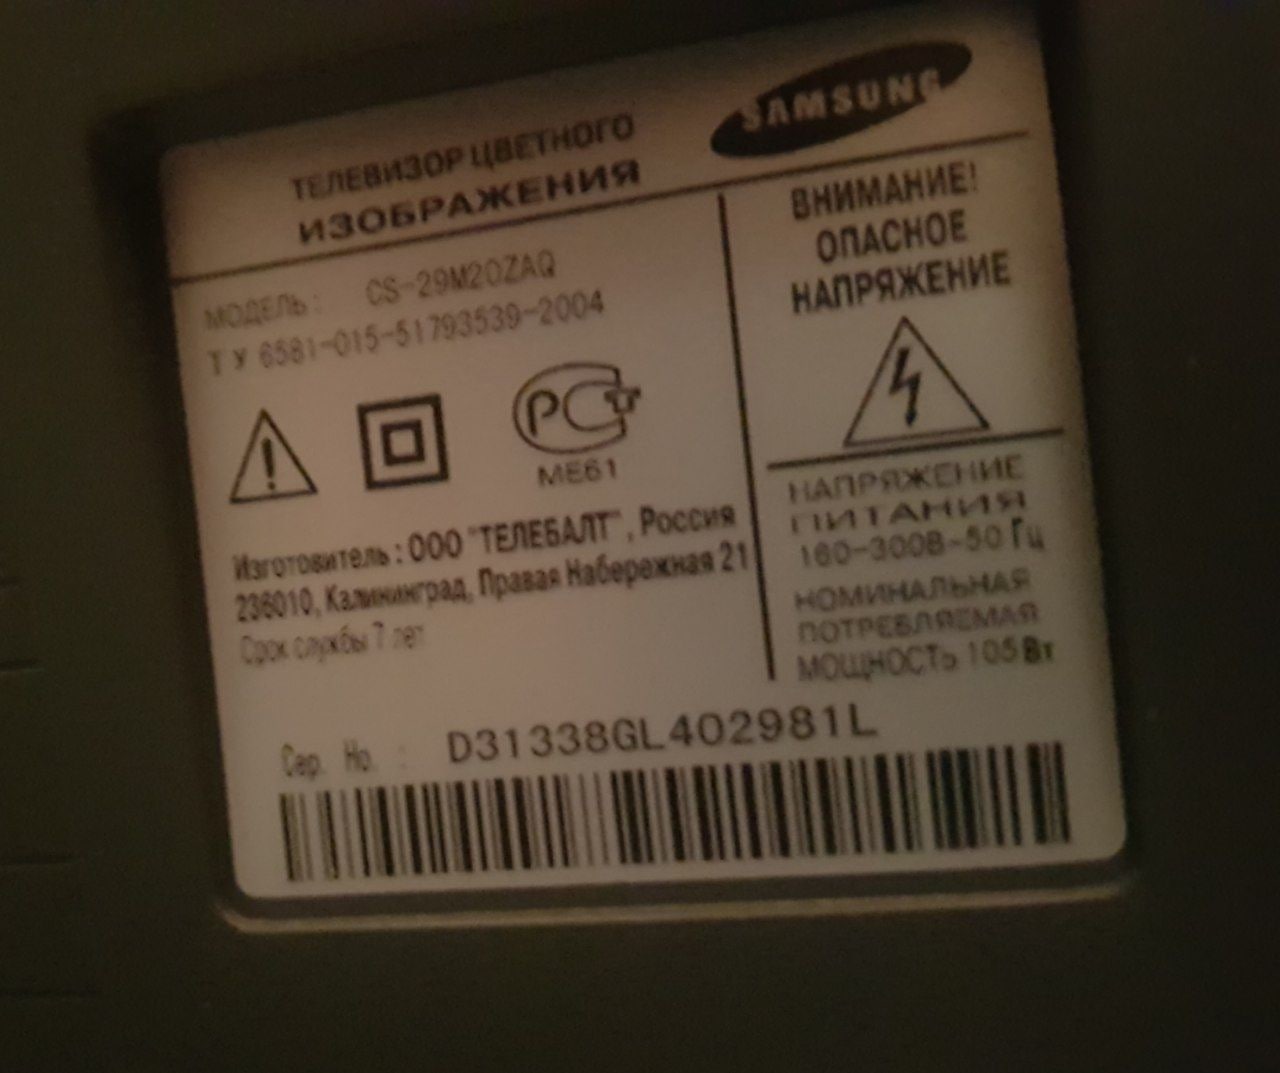 SAMSUNG
ТЕЛЕВИЗОР ЦВЕТНОГО
ИЗОБРАЖЕНИЯ
МОДЕЛЬ : CS-29M20ZAQ
Т У 6581-015-51793539-2004
РС
МЕ61
Изготовитель : ООО "ТЕЛЕБАЛТ" , Россия
236010, Калининград, Правая Набережная 21
Срок службы 7 лет
ВНИМАНИЕ!
ОПАСНОЕ
НАПРЯЖЕНИЕ
НАПРЯЖЕНИЕ
ПИТАНИЯ
160-300В~50 Гц
НОМИНАЛЬНАЯ
ПОТРЕБЛЯЕМАЯ
МОЩНОСТЬ 105 Вт
Сер. Но. : D31338GL402981L